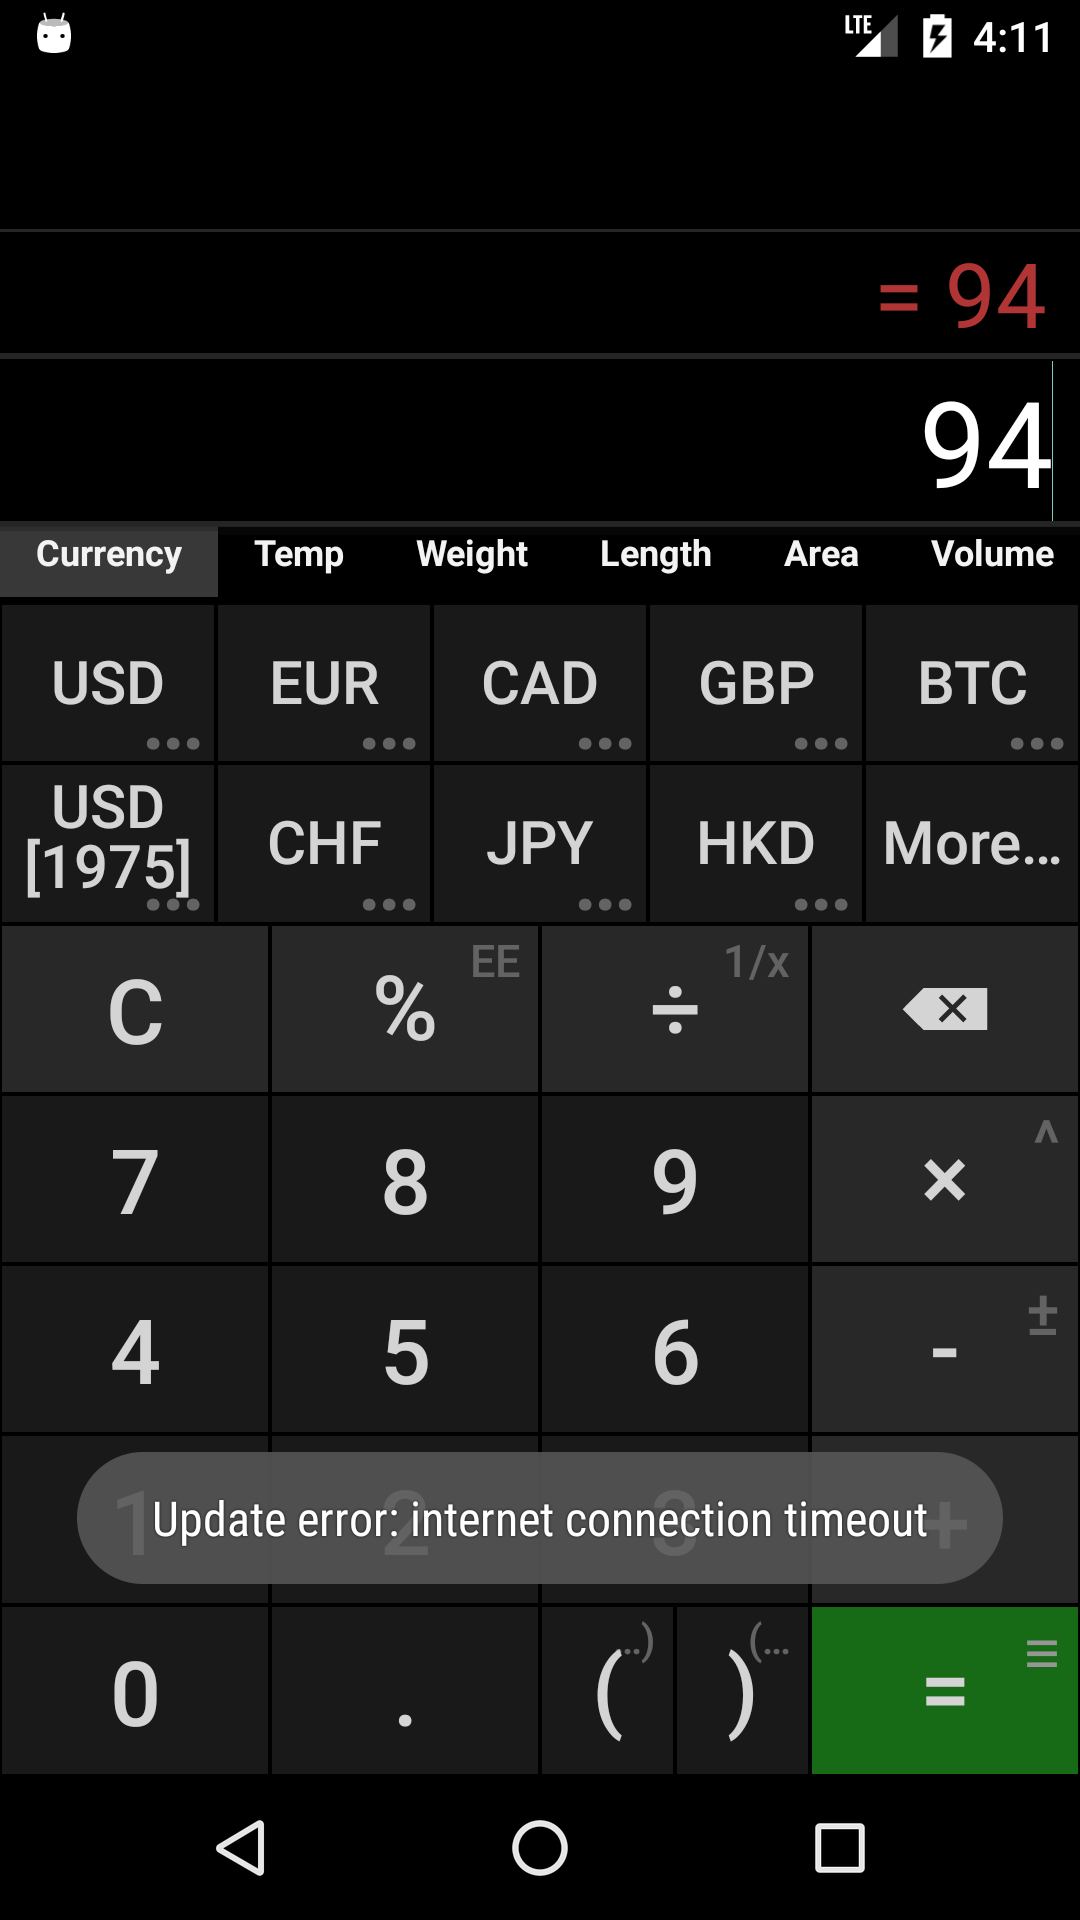 LTE 4:11
= 94
94
Currency Temp Weight Length Area Volume
USD EUR CAD GBP BTC
USD [1975] CHF JPY HKD More...
C % EE ÷ 1/x
7 8 9 × ^
4 5 6 - ±
1 2 3 +
Update error: internet connection timeout
0 . ( ..) ) (... =